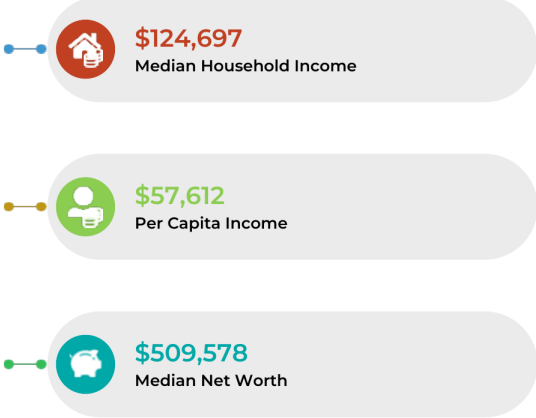 $124,697
Median Household Income
$57,612
Per Capita Income
$509,578
Median Net Worth